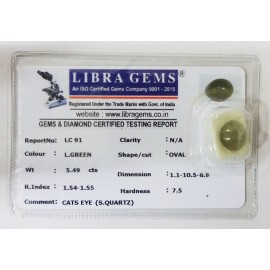 LIBRA GEMS®
An ISO Certified Gems Company 9001 - 2015
Registered Under the Trade Marks with Govt. of India
website : www.libragems.co.in
libragems.co.in
GEMS & DIAMOND CERTIFIED TESTING REPORT
ReportNo: LC 91 Clarity : N/A
Colour : L.GREEN Shape/cut : OVAL
Wt : 5.49 cts Dimension : 1.1-10.5-6.9
R.Index : 1.54-1.55 Hardness : 7.5
Comment : CATS EYE {S.QUARTZ}